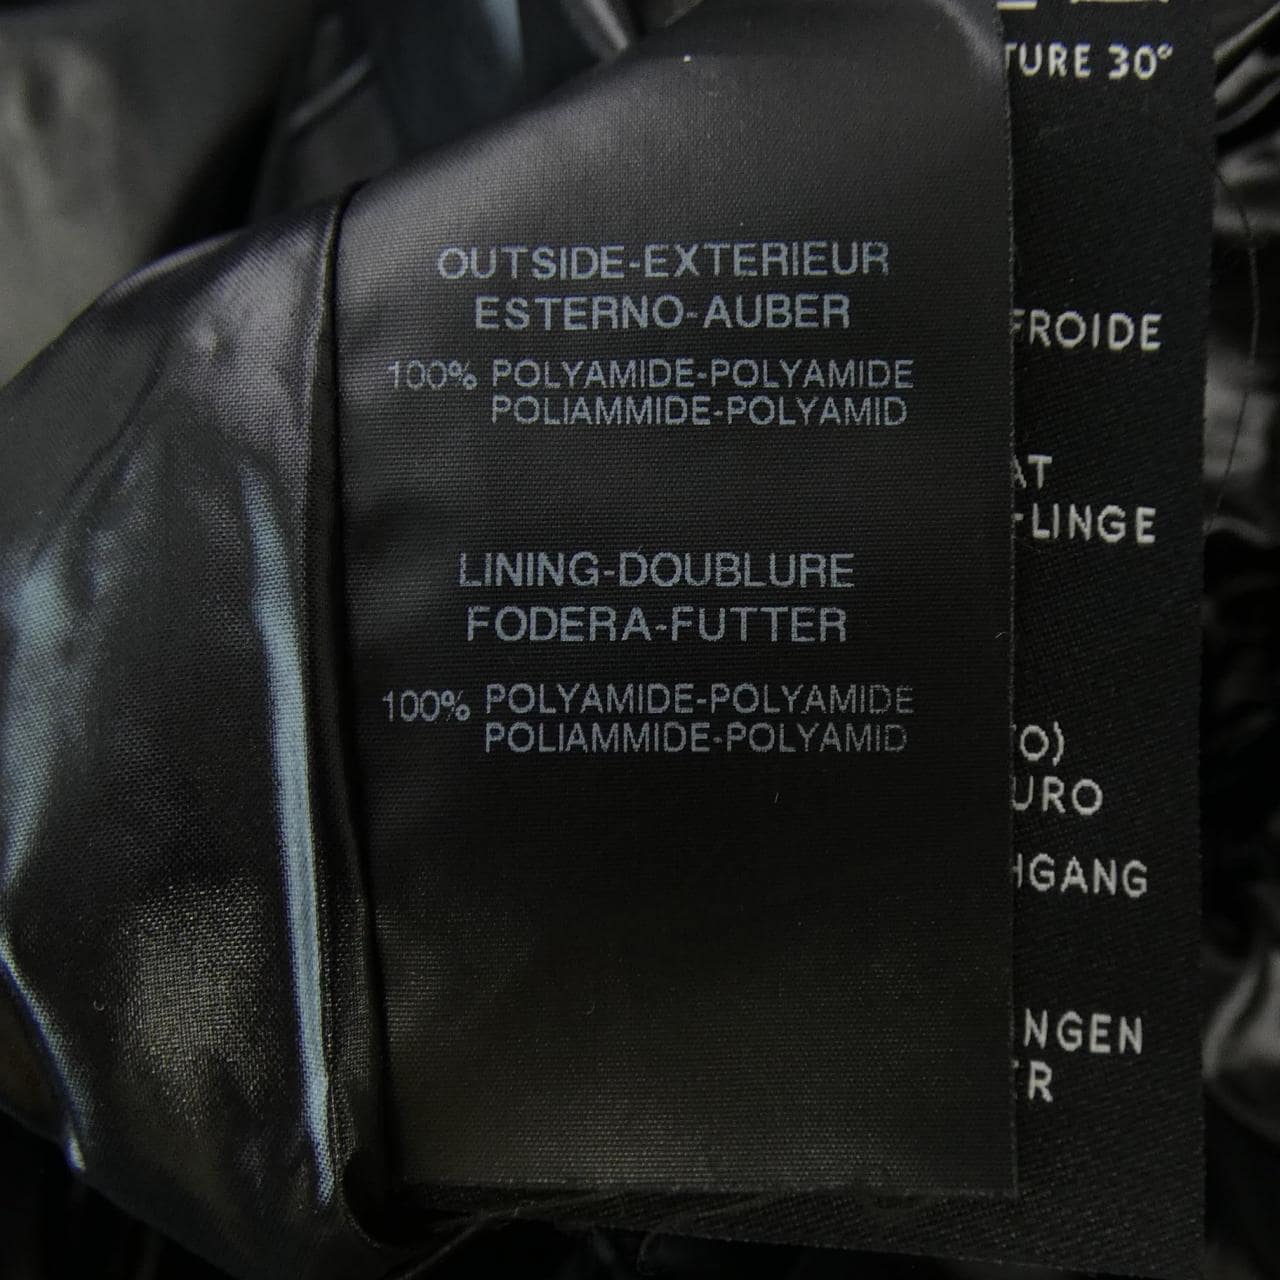 OUTSIDE-EXTERIEUR
ESTERNO-AUBER
100% POLYAMIDE-POLYAMIDE
POLIAMMIDE-POLYAMID
LINING-DOUBLURE
FODERA-FUTTER
100% POLYAMIDE-POLYAMIDE
POLIAMMIDE-POLYAMID
TURE 30°
FROIDE
AT
-LINGE
TO)
URO
HGANG
NGEN
R